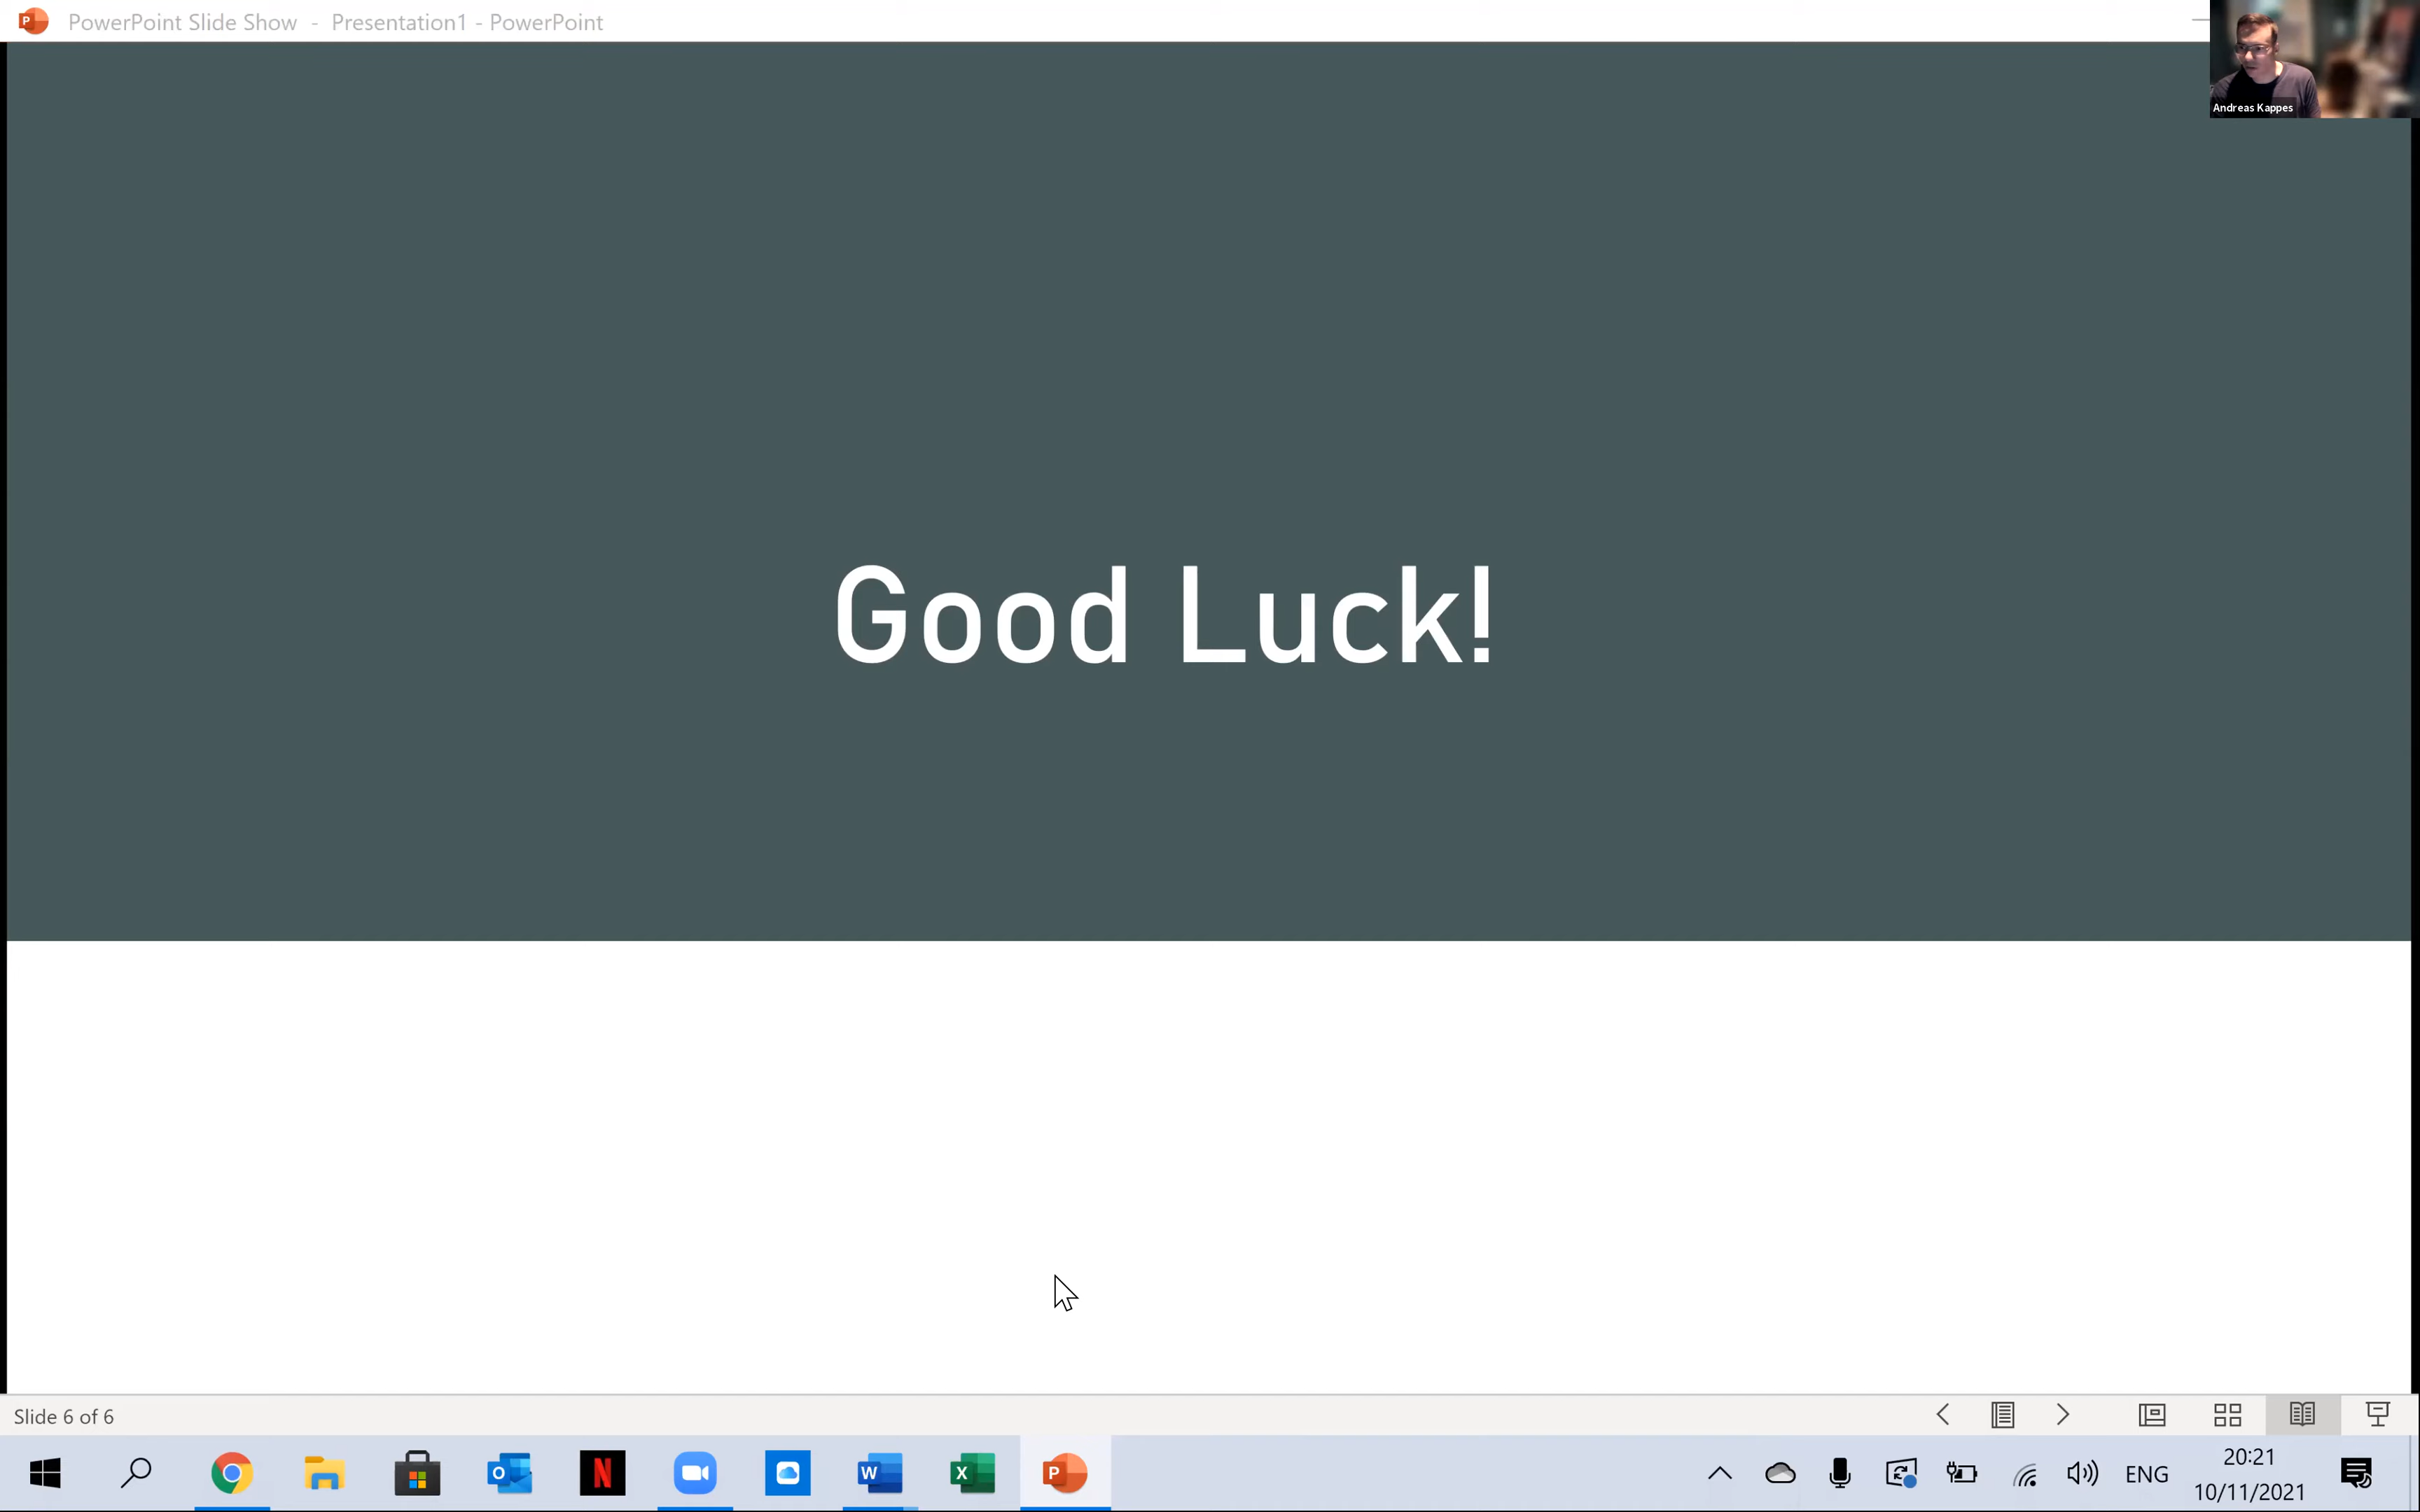 PowerPoint Slide Show - Presentation1 - PowerPoint
Andreas Kappes
Good Luck!
Slide 6 of 6
ENG
20:21
10/11/2021